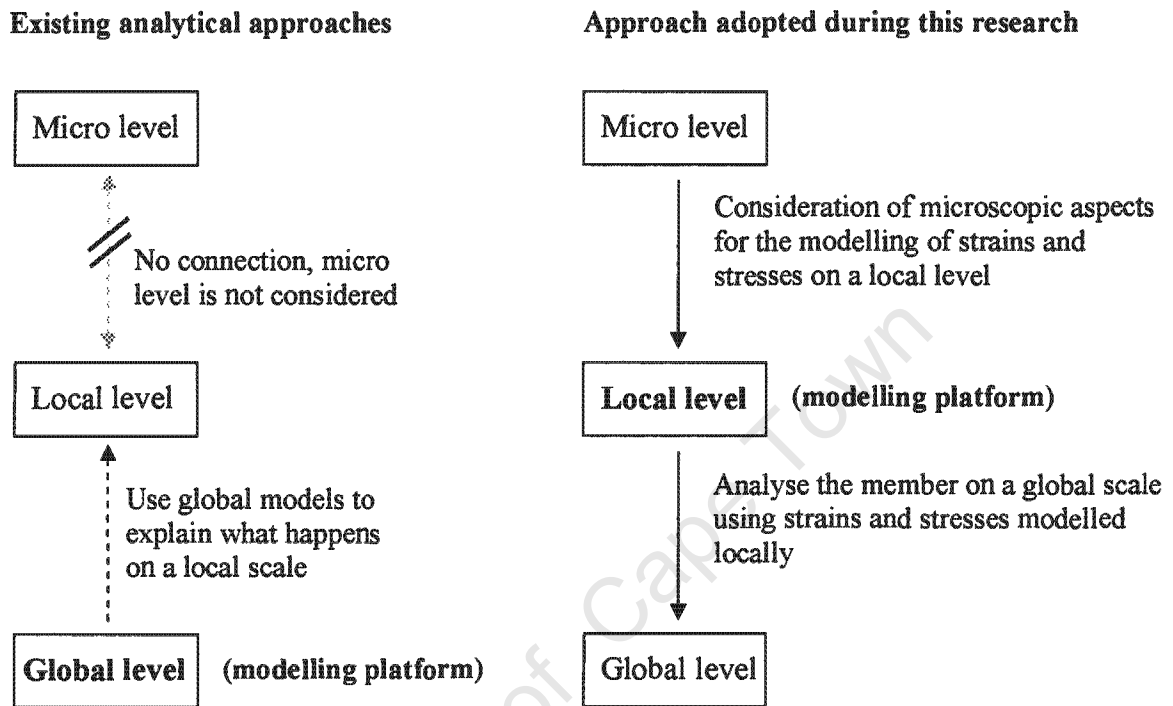 Existing analytical approaches
Micro level
No connection, micro
level is not considered
Local level
Use global models to
explain what happens
on a local scale
Global level (modelling platform)
Approach adopted during this research
Micro level
Consideration of microscopic aspects
for the modelling of strains and
stresses on a local level
Local level (modelling platform)
Analyse the member on a global scale
using strains and stresses modelled
locally
Global level
of Cape Town